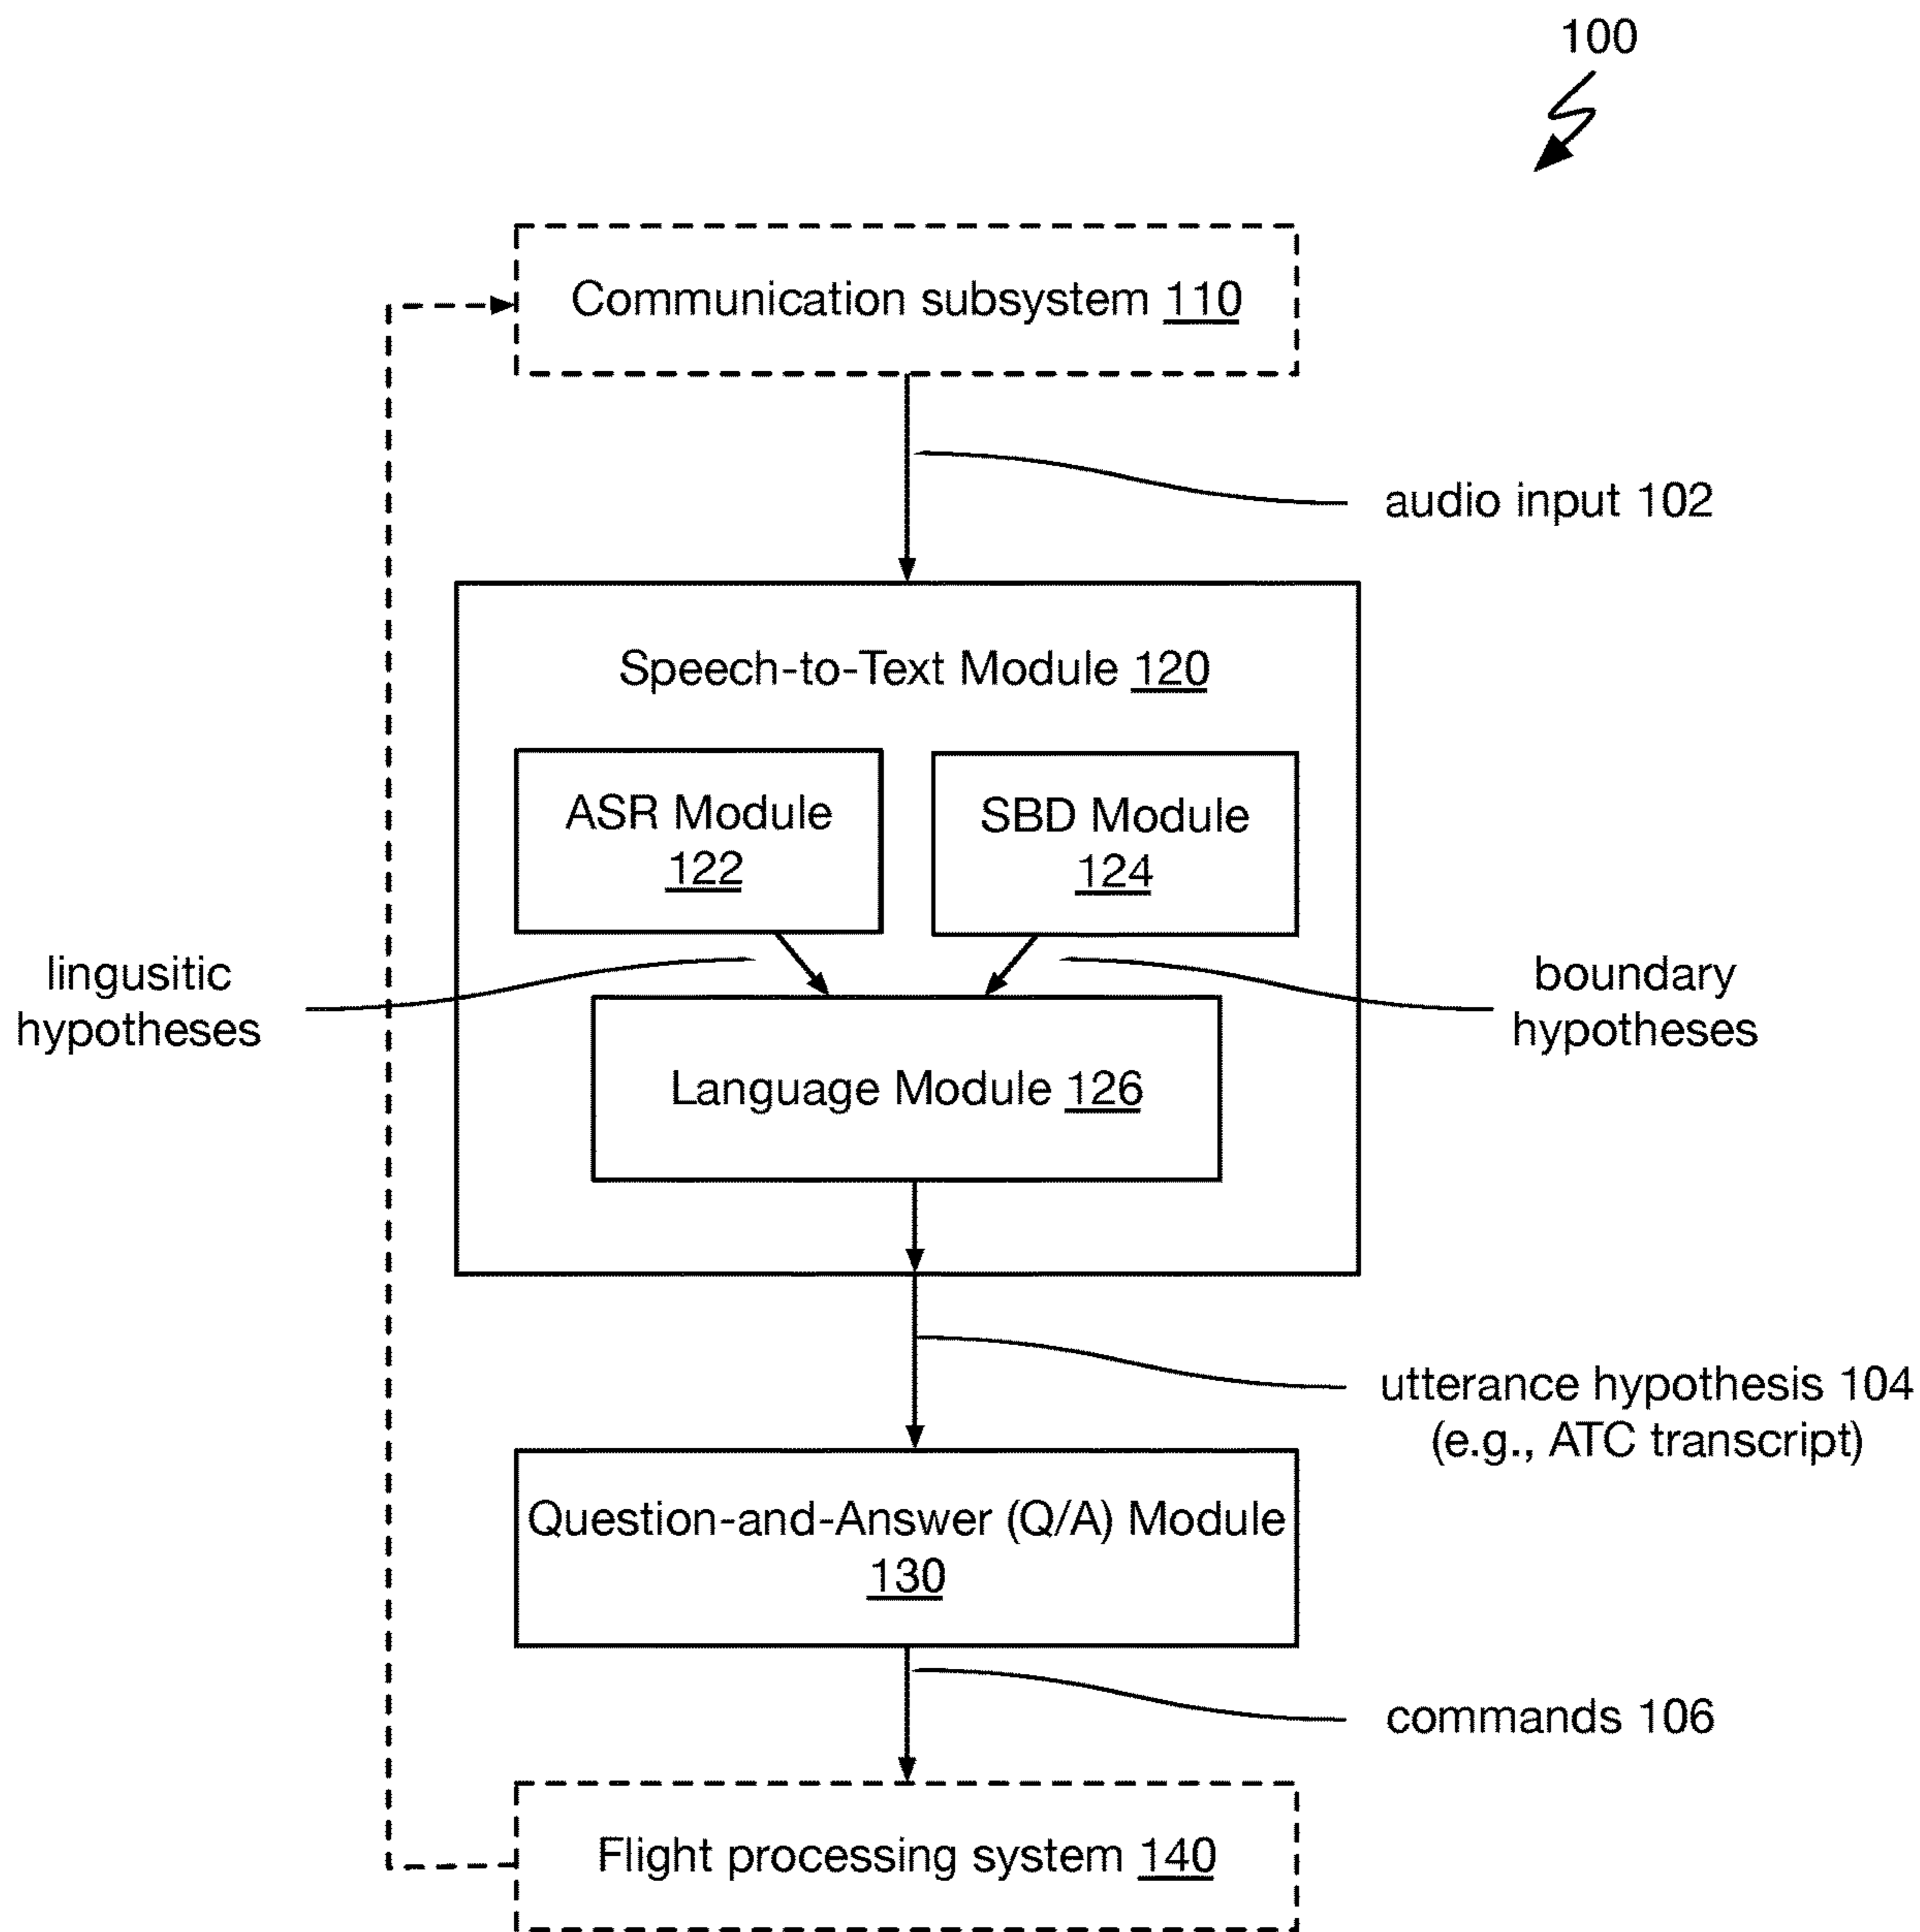 100
Communication subsystem 110
audio input 102
Speech-to-Text Module 120
ASR Module
122
SBD Module
124
lingusitic
hypotheses
boundary
hypotheses
Language Module 126
utterance hypothesis 104
(e.g., ATC transcript)
Question-and-Answer (Q/A) Module
130
commands 106
Flight processing system 140